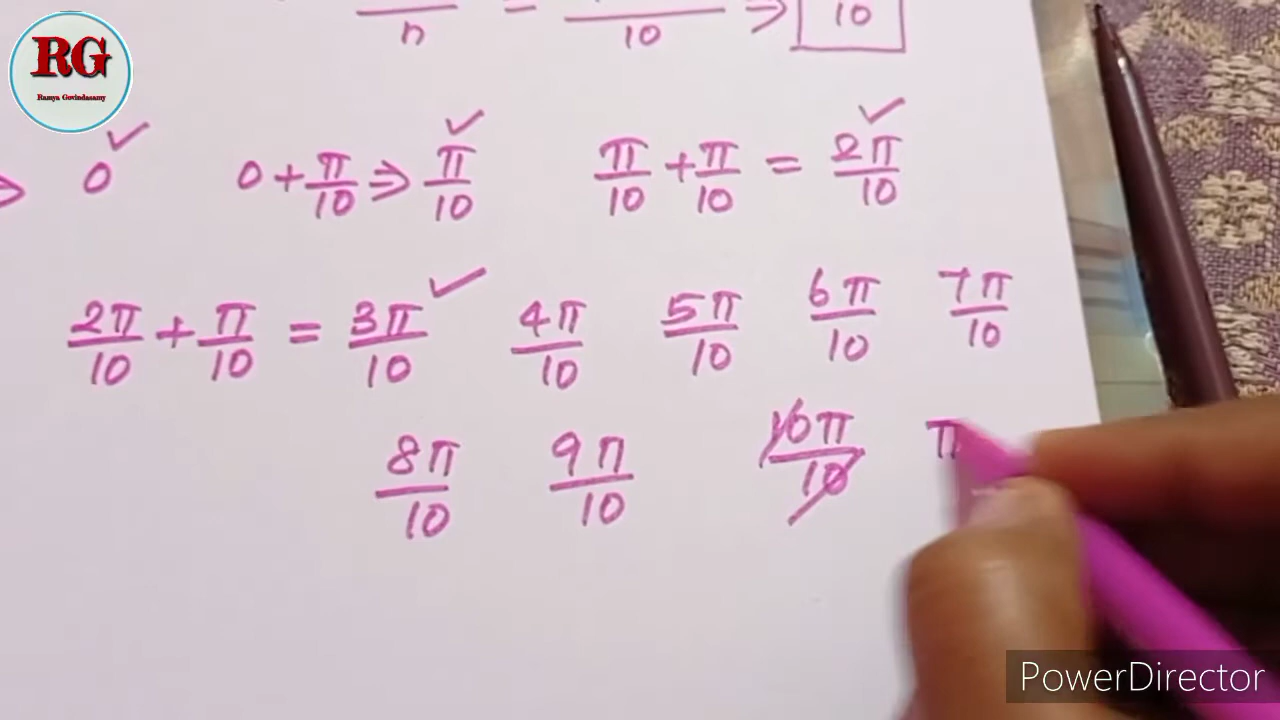 RG
Ramya Govindasamy
n = 10 ⇒ 10
0 ✓ 0 + π/10 ⇒ π/10 ✓ π/10 + π/10 = 2π/10 ✓
2π/10 + π/10 = 3π/10 ✓ 4π/10 5π/10 6π/10 7π/10
8π/10 9π/10 10π/10 π
PowerDirector